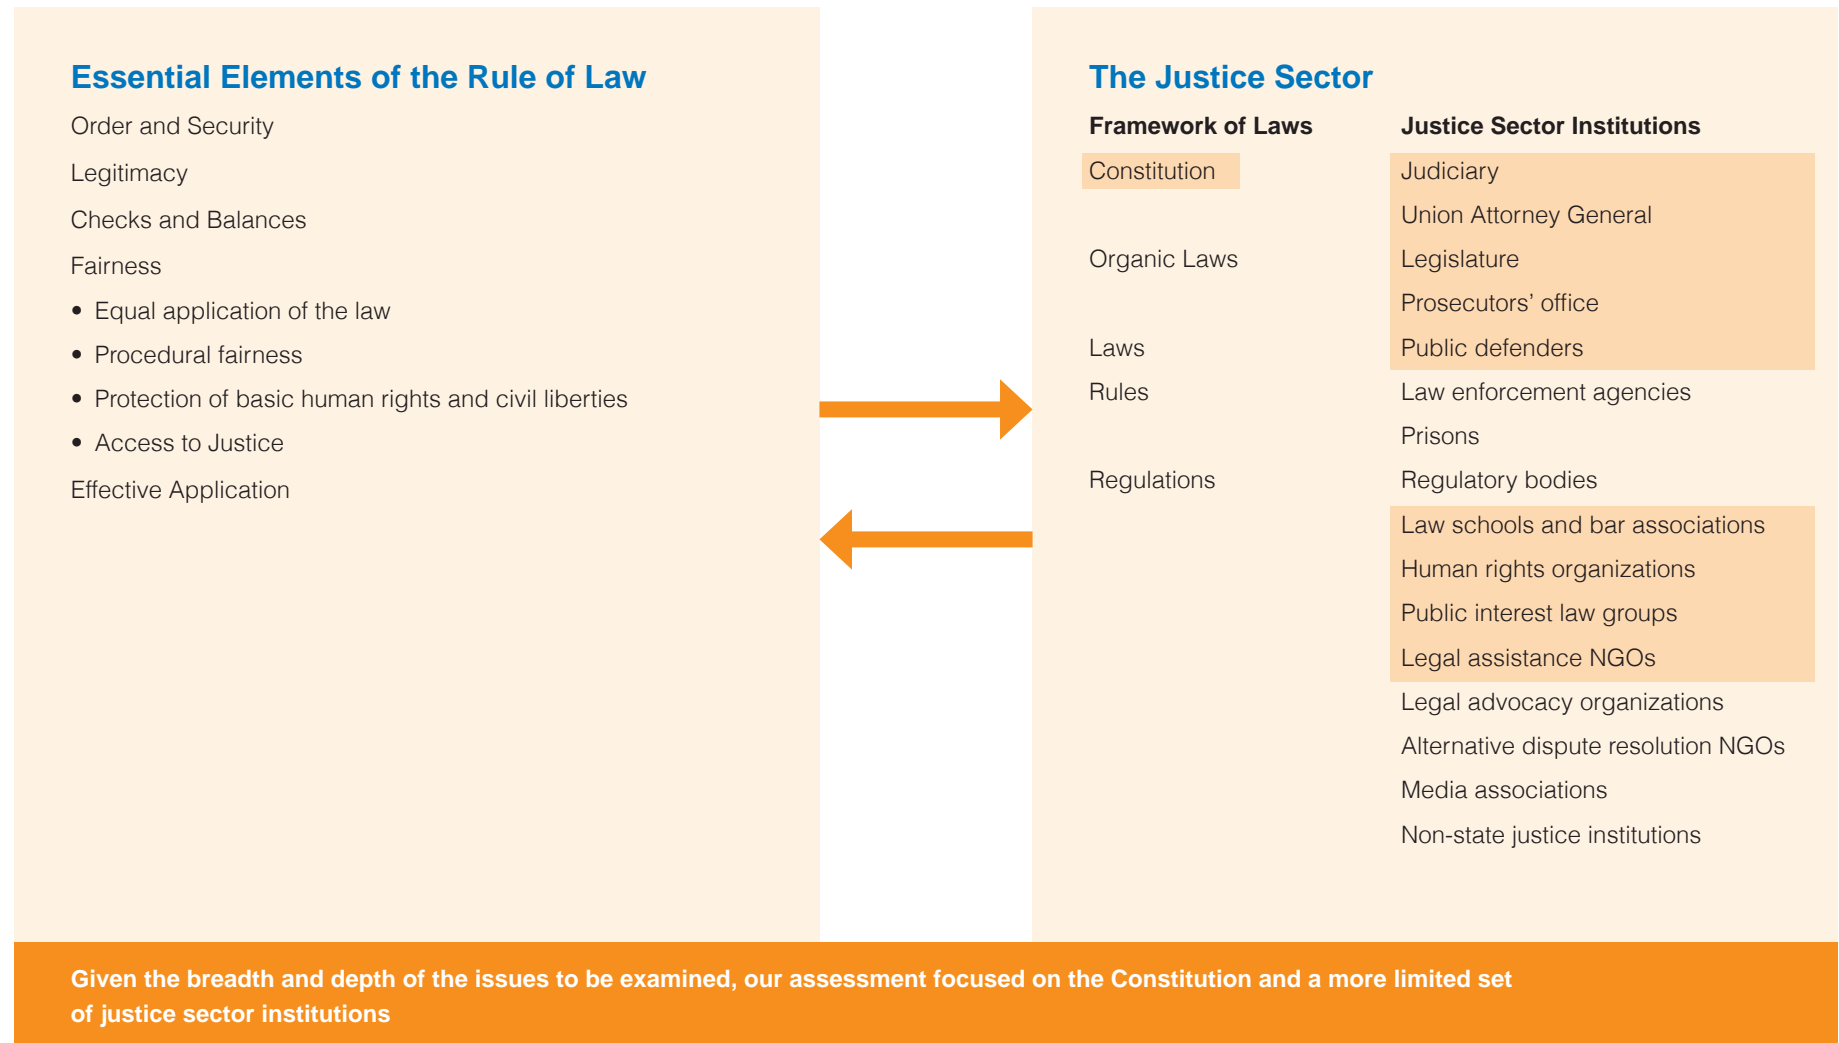 Essential Elements of the Rule of Law
Order and Security
Legitimacy
Checks and Balances
Fairness
• Equal application of the law
• Procedural fairness
• Protection of basic human rights and civil liberties
• Access to Justice
Effective Application
The Justice Sector
Framework of Laws
Constitution
Organic Laws
Laws
Rules
Regulations
Justice Sector Institutions
Judiciary
Union Attorney General
Legislature
Prosecutors’ office
Public defenders
Law enforcement agencies
Prisons
Regulatory bodies
Law schools and bar associations
Human rights organizations
Public interest law groups
Legal assistance NGOs
Legal advocacy organizations
Alternative dispute resolution NGOs
Media associations
Non-state justice institutions
Given the breadth and depth of the issues to be examined, our assessment focused on the Constitution and a more limited set
of justice sector institutions